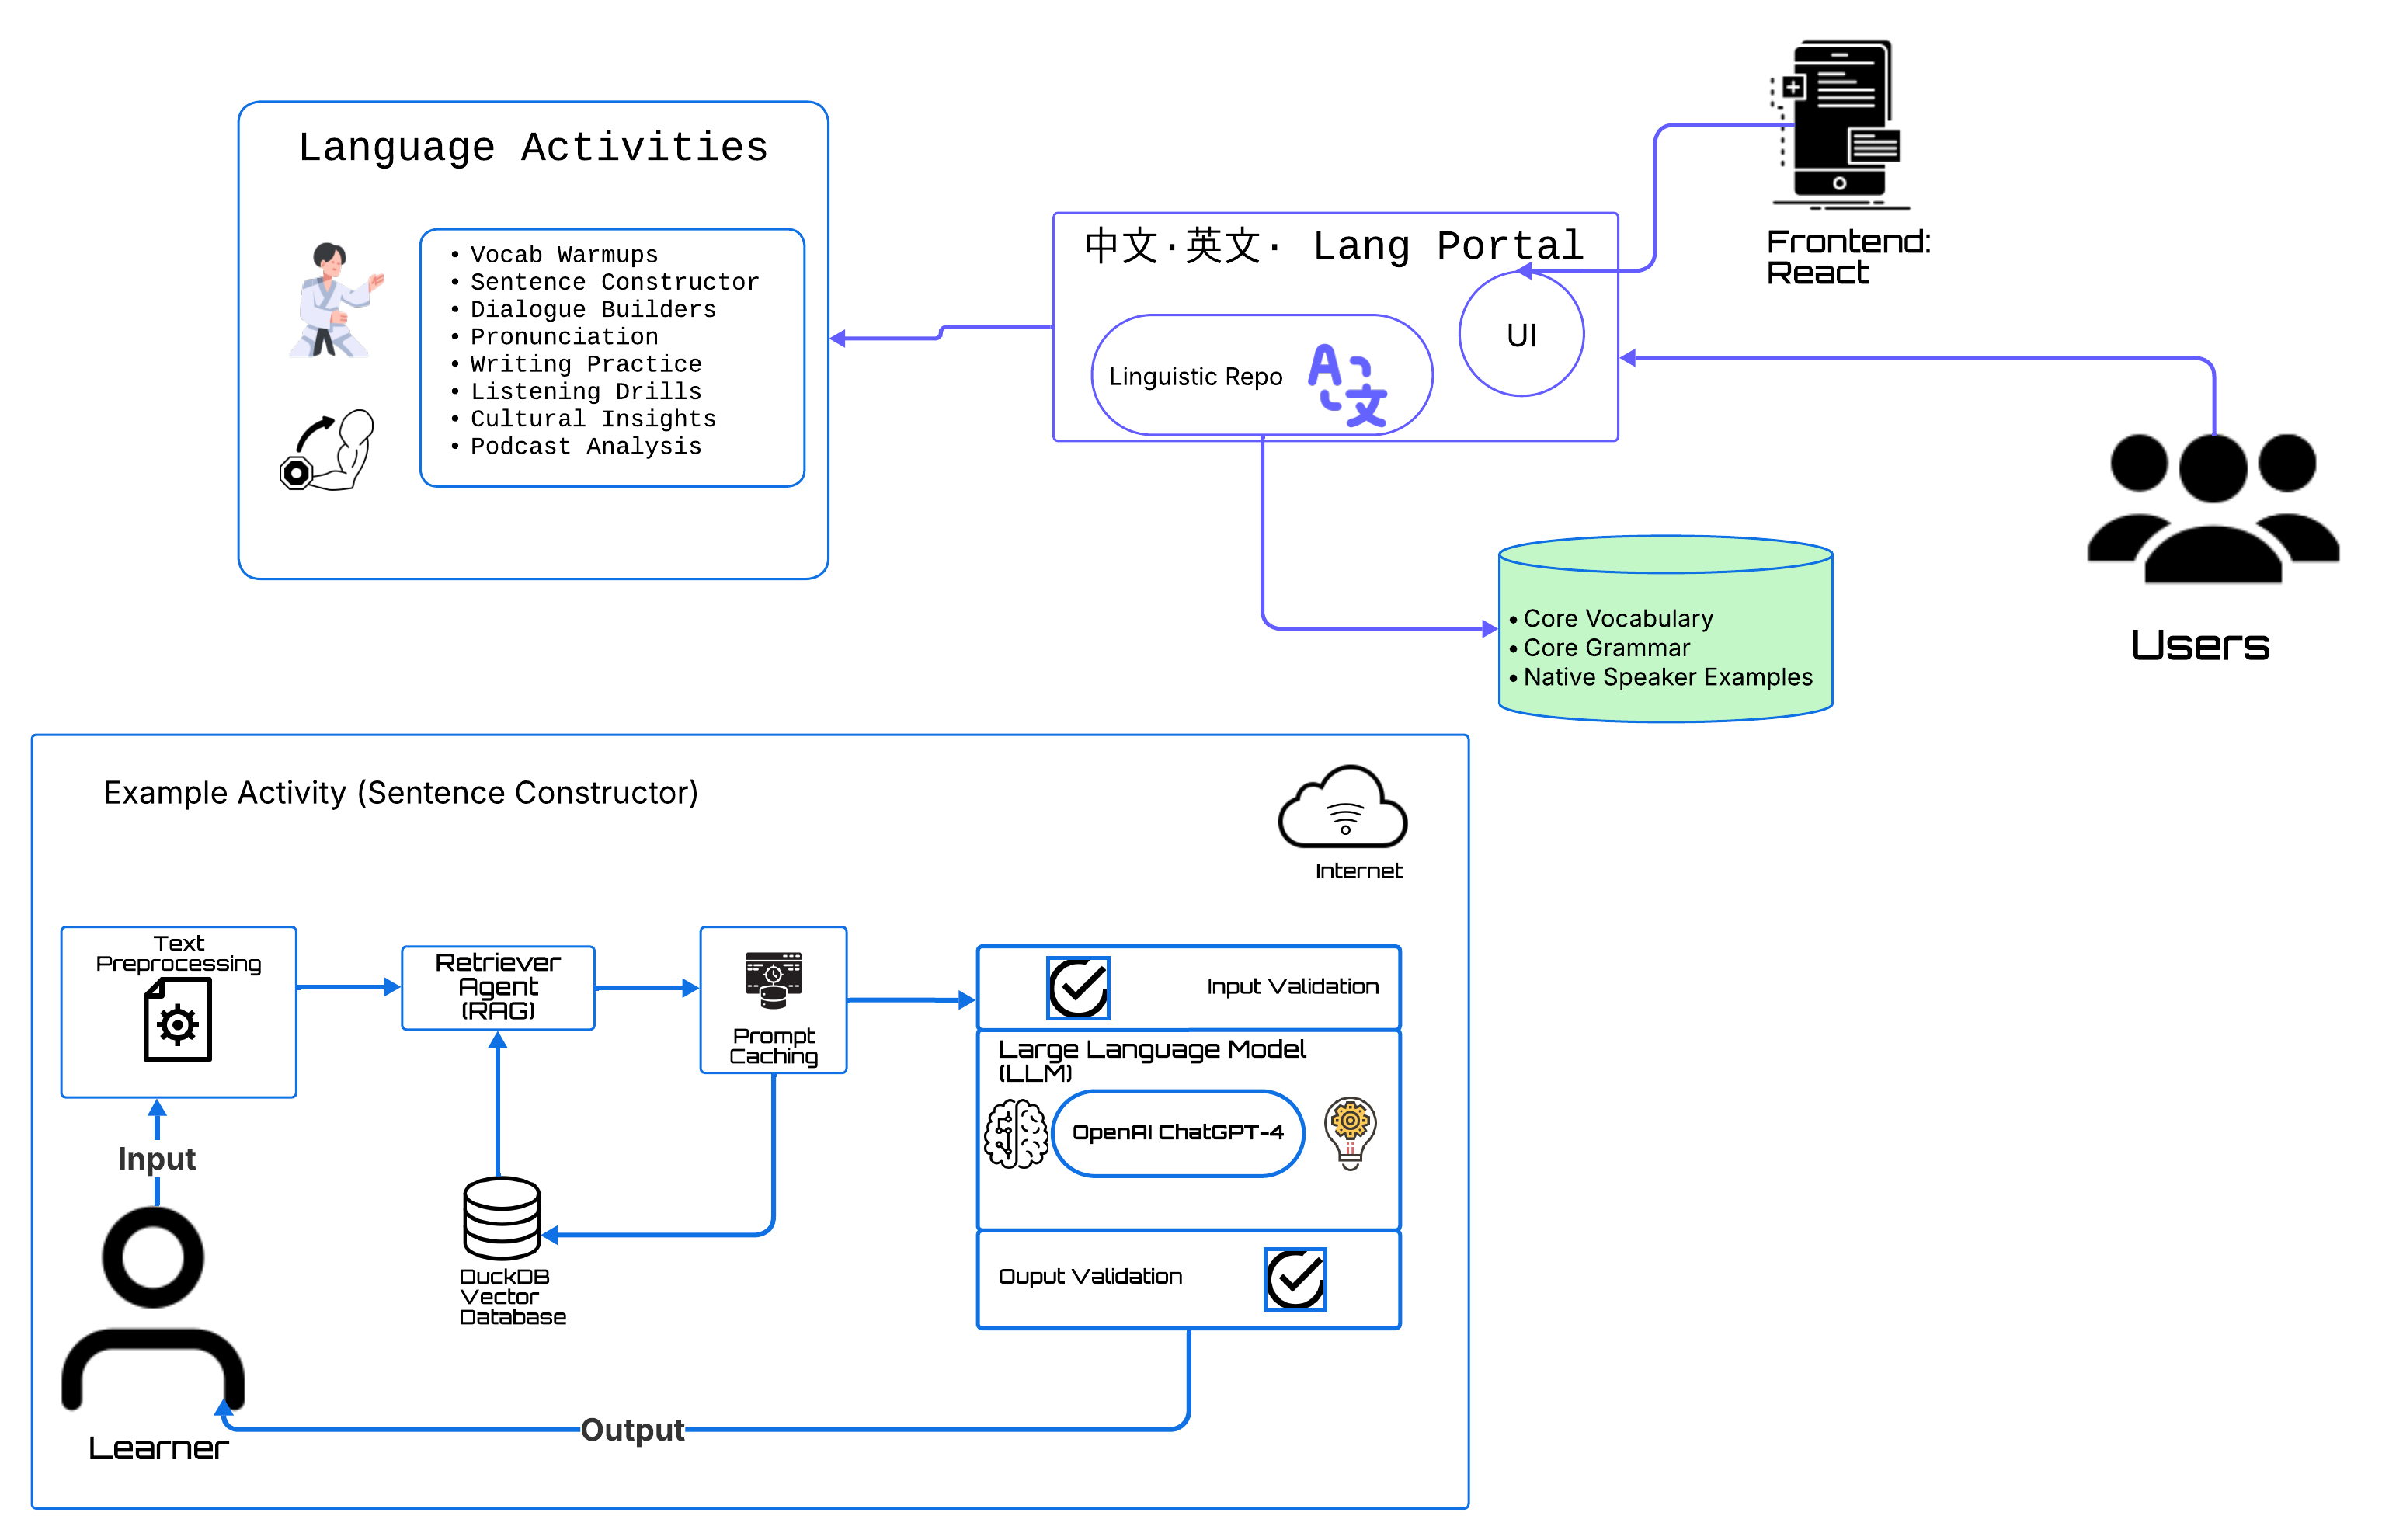 Language Activities
• Vocab Warmups
• Sentence Constructor
• Dialogue Builders
• Pronunciation
• Writing Practice
• Listening Drills
• Cultural Insights
• Podcast Analysis
中文·英文· Lang Portal
Linguistic Repo
A文
UI
Frontend:
React
Users
• Core Vocabulary
• Core Grammar
• Native Speaker Examples
Example Activity (Sentence Constructor)
Internet
Text
Preprocessing
Retriever
Agent
(RAG)
Prompt
Caching
Input Validation
Large Language Model
(LLM)
OpenAI ChatGPT-4
Ouput Validation
Input
DuckDB
Vector
Database
Output
Learner